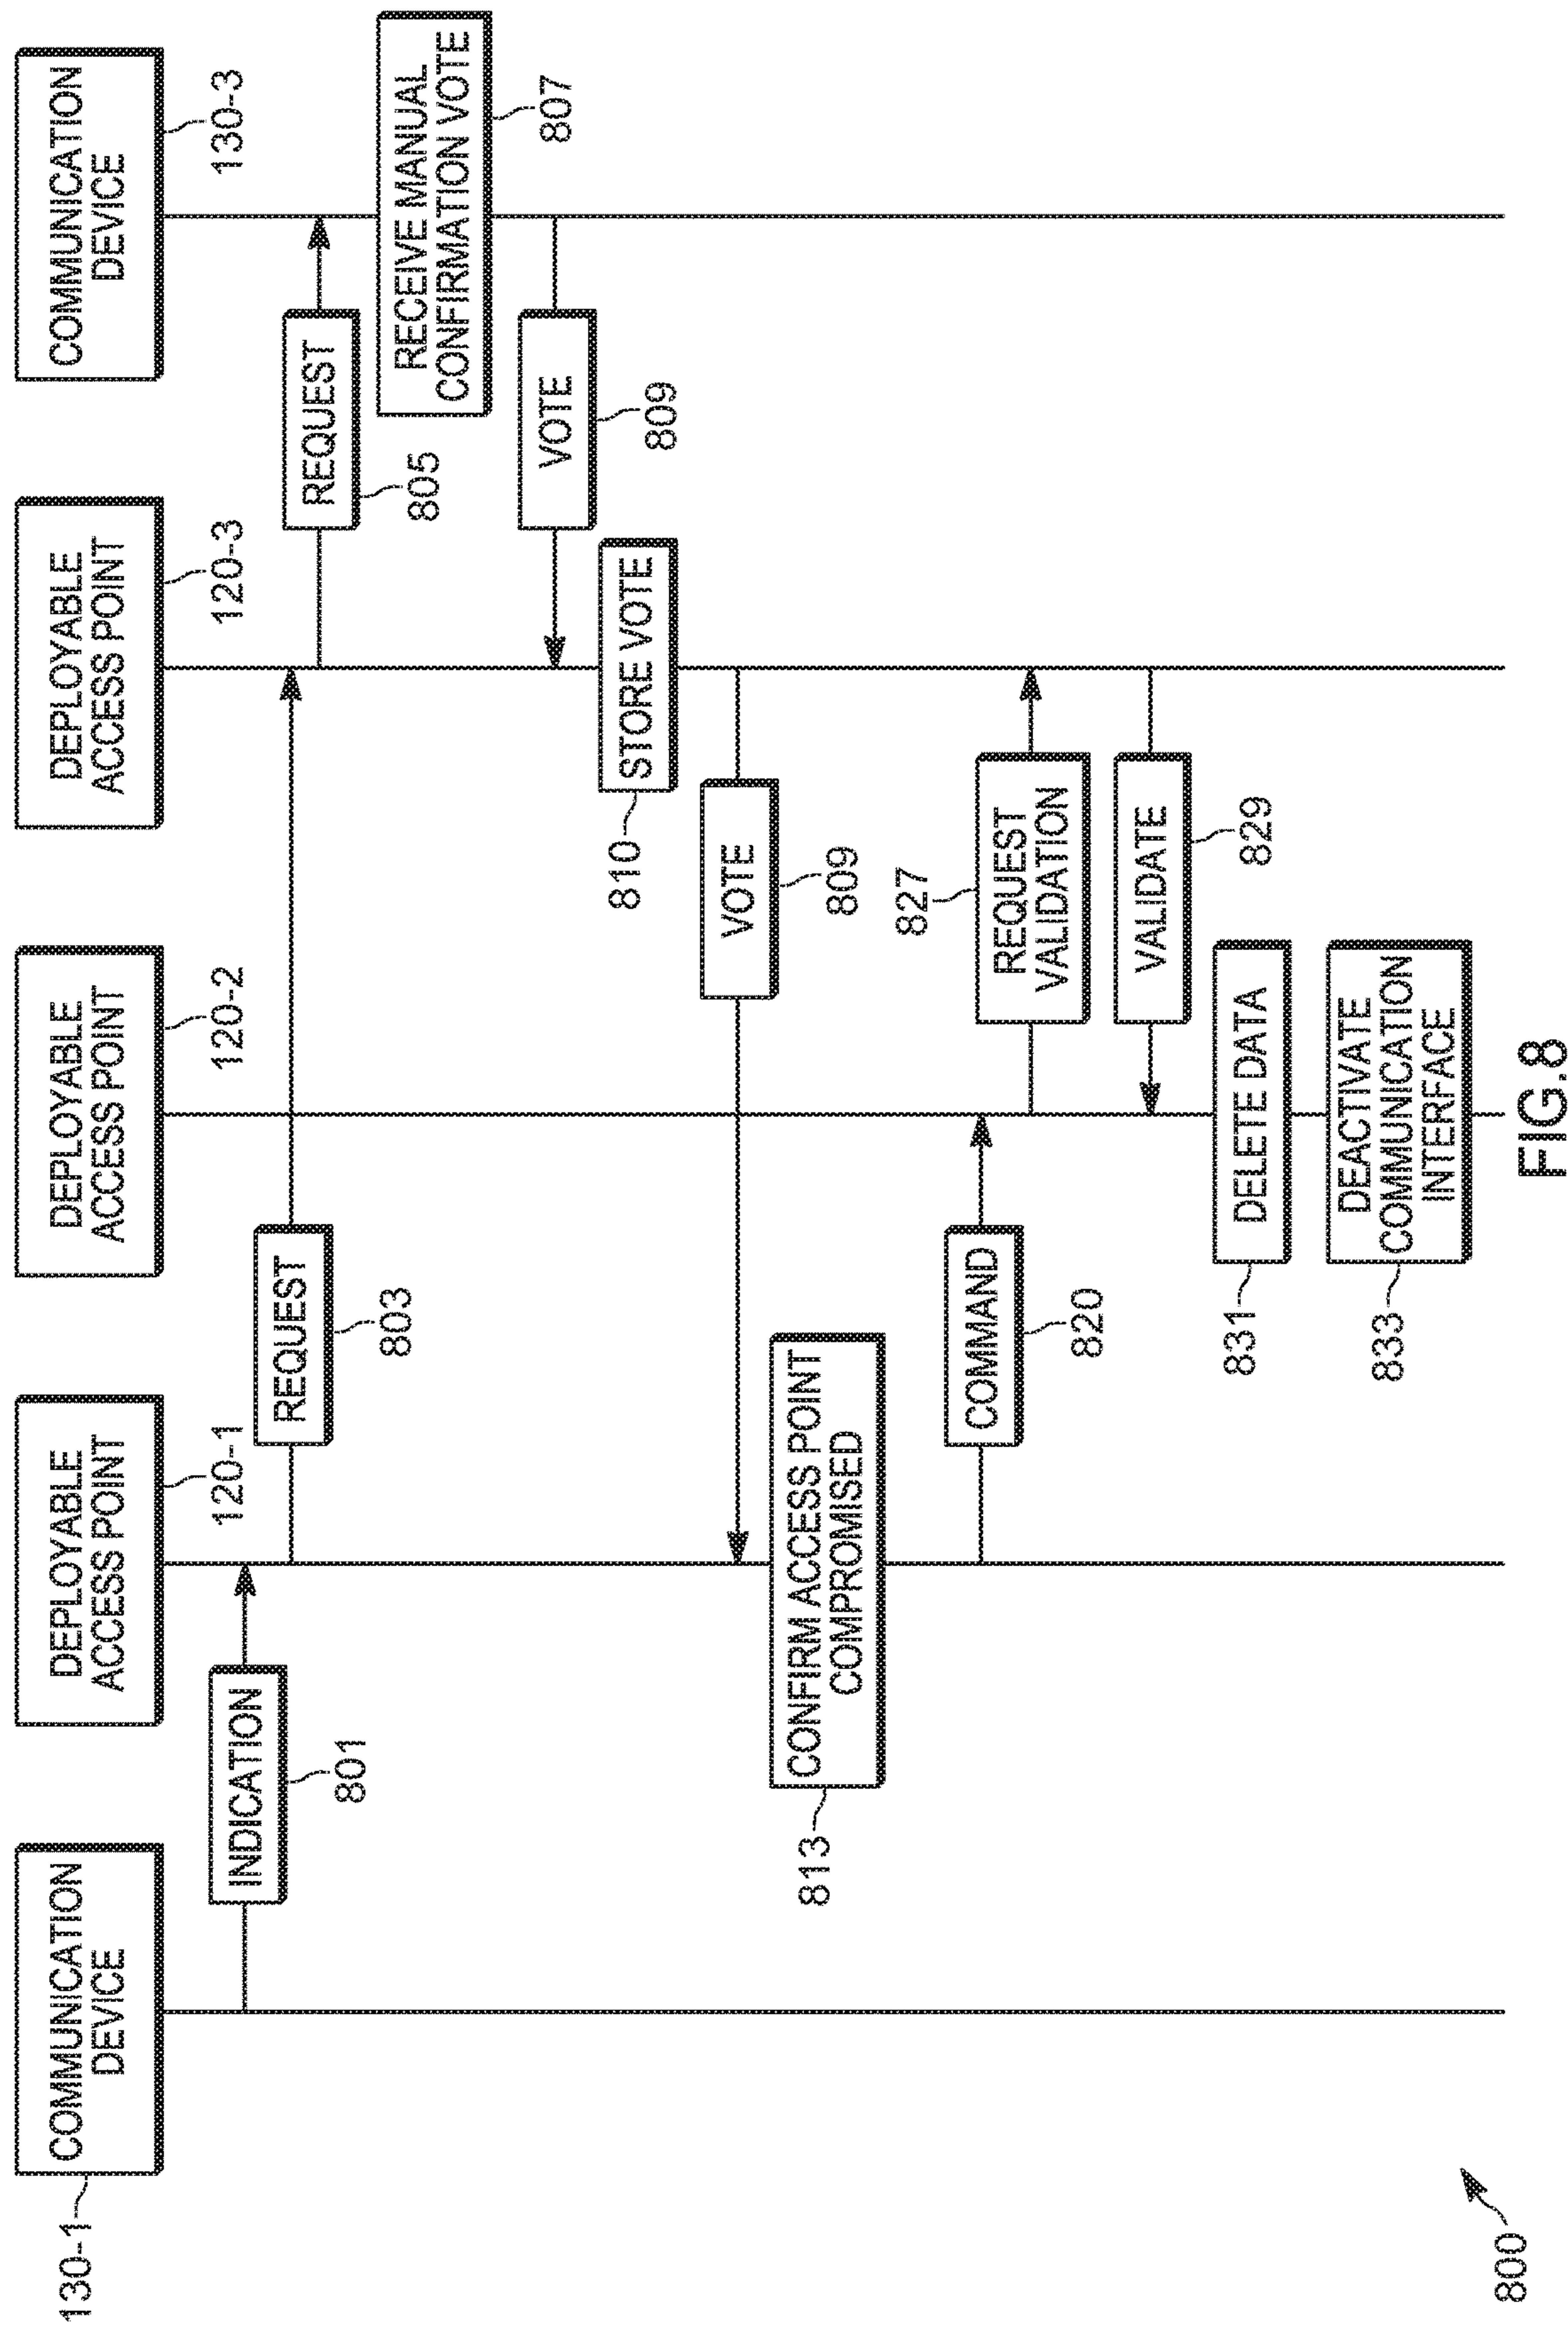 130-1
COMMUNICATION
DEVICE
DEPLOYABLE
ACCESS POINT
120-1
DEPLOYABLE
ACCESS POINT
120-2
DEPLOYABLE
ACCESS POINT
120-3
COMMUNICATION
DEVICE
130-3
INDICATION
801
REQUEST
803
REQUEST
805
RECEIVE MANUAL
CONFIRMATION VOTE
807
VOTE
809
STORE VOTE
810
VOTE
809
CONFIRM ACCESS POINT
COMPROMISED
813
COMMAND
820
REQUEST
VALIDATION
827
VALIDATE
829
DELETE DATA
831
DEACTIVATE
COMMUNICATION
INTERFACE
833
800
FIG.8